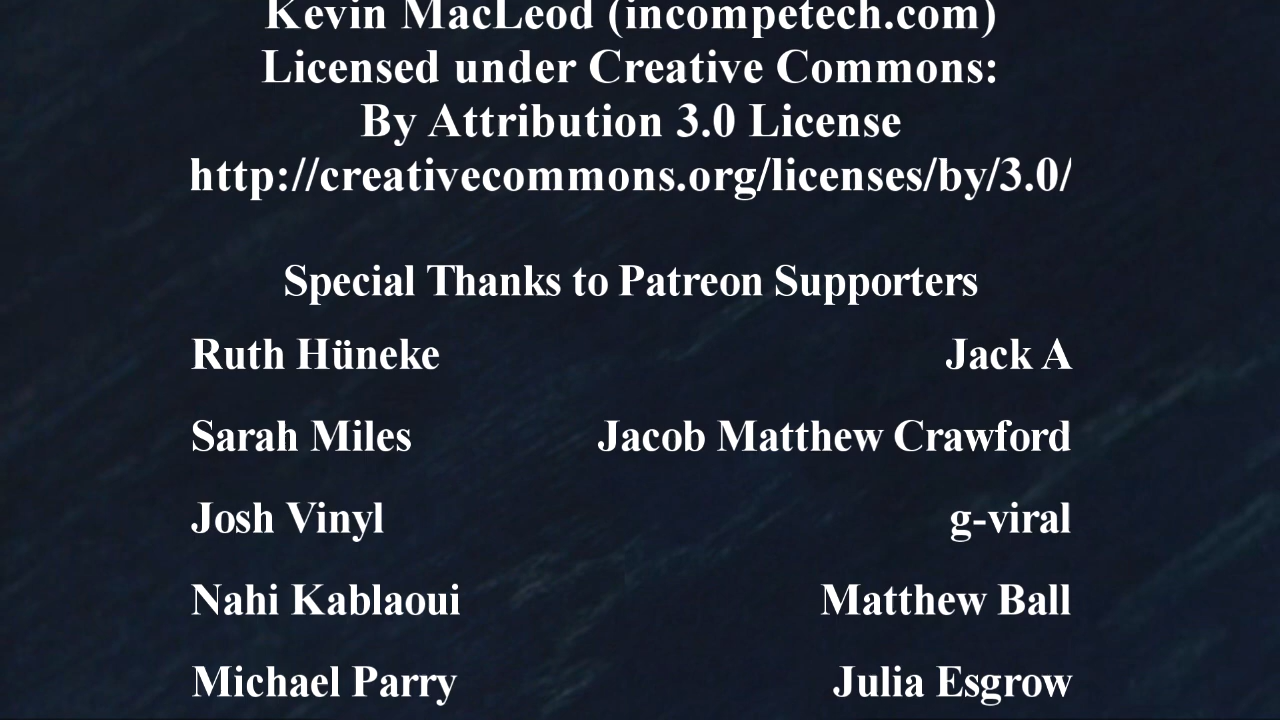 Kevin MacLeod (incompetech.com)
Licensed under Creative Commons:
By Attribution 3.0 License
http://creativecommons.org/licenses/by/3.0/
Special Thanks to Patreon Supporters
Ruth Hüneke Jack A
Sarah Miles Jacob Matthew Crawford
Josh Vinyl g-viral
Nahi Kablaoui Matthew Ball
Michael Parry Julia Esgrow